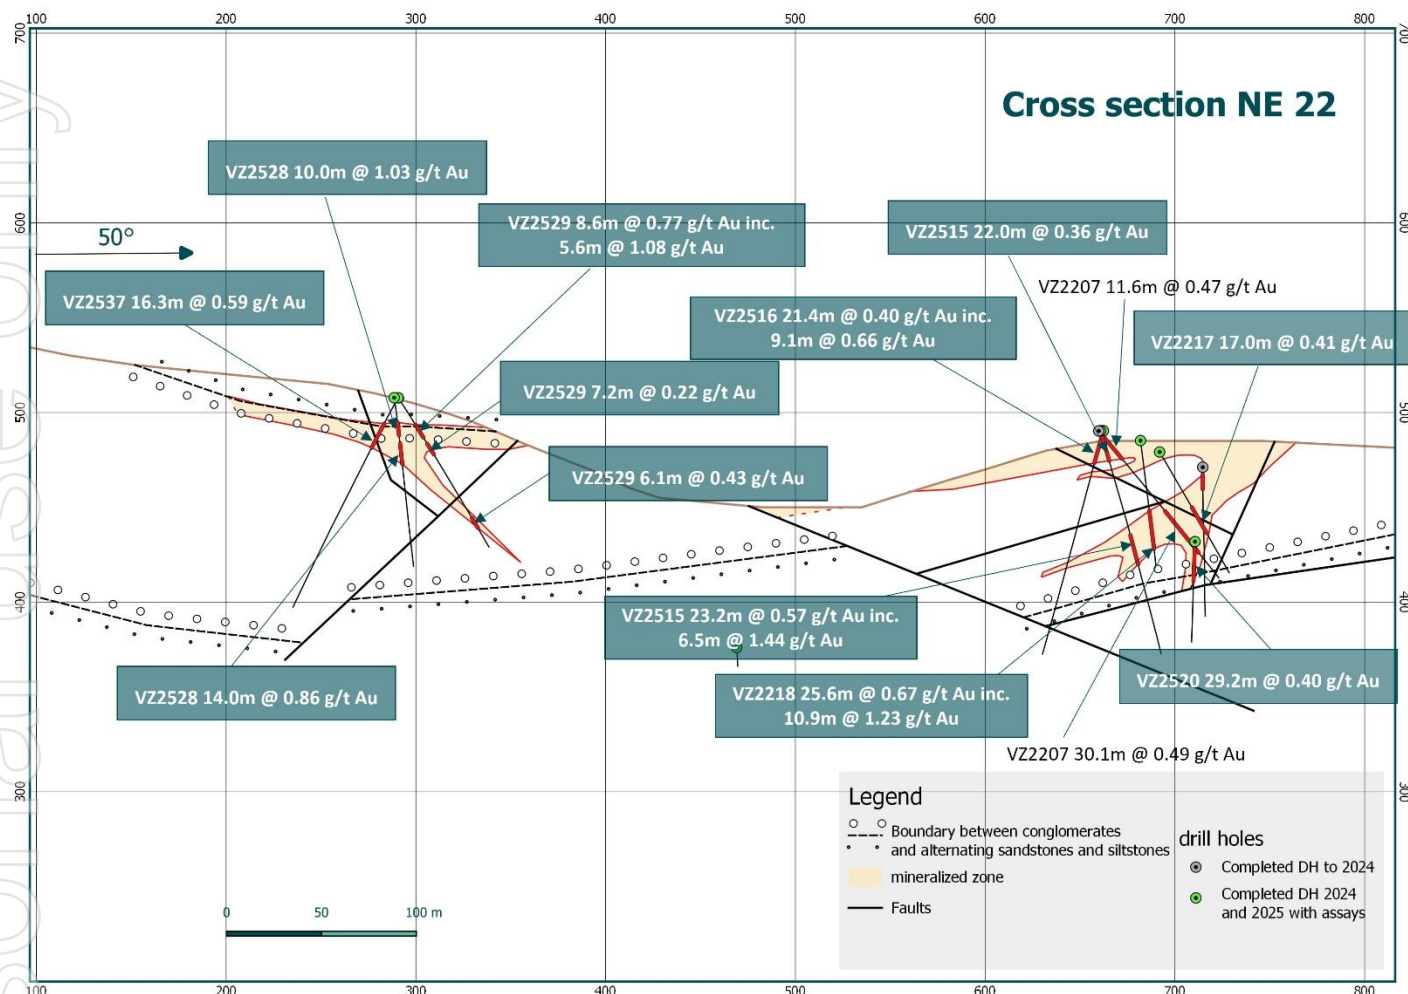 100 200 300 400 500 600 700 800
700
600
500
400
300
Cross section NE 22
VZ2528 10.0m @ 1.03 g/t Au
VZ2529 8.6m @ 0.77 g/t Au inc.
5.6m @ 1.08 g/t Au
VZ2515 22.0m @ 0.36 g/t Au
50°
VZ2207 11.6m @ 0.47 g/t Au
VZ2537 16.3m @ 0.59 g/t Au
VZ2516 21.4m @ 0.40 g/t Au inc.
9.1m @ 0.66 g/t Au
VZ2217 17.0m @ 0.41 g/t Au
VZ2529 7.2m @ 0.22 g/t Au
VZ2529 6.1m @ 0.43 g/t Au
VZ2515 23.2m @ 0.57 g/t Au inc.
6.5m @ 1.44 g/t Au
VZ2528 14.0m @ 0.86 g/t Au
VZ2218 25.6m @ 0.67 g/t Au inc.
10.9m @ 1.23 g/t Au
VZ2520 29.2m @ 0.40 g/t Au
VZ2207 30.1m @ 0.49 g/t Au
Legend
Boundary between conglomerates
and alternating sandstones and siltstones
mineralized zone
Faults
drill holes
Completed DH to 2024
Completed DH 2024
and 2025 with assays
0 50 100 m
100 200 300 400 500 600 700 800